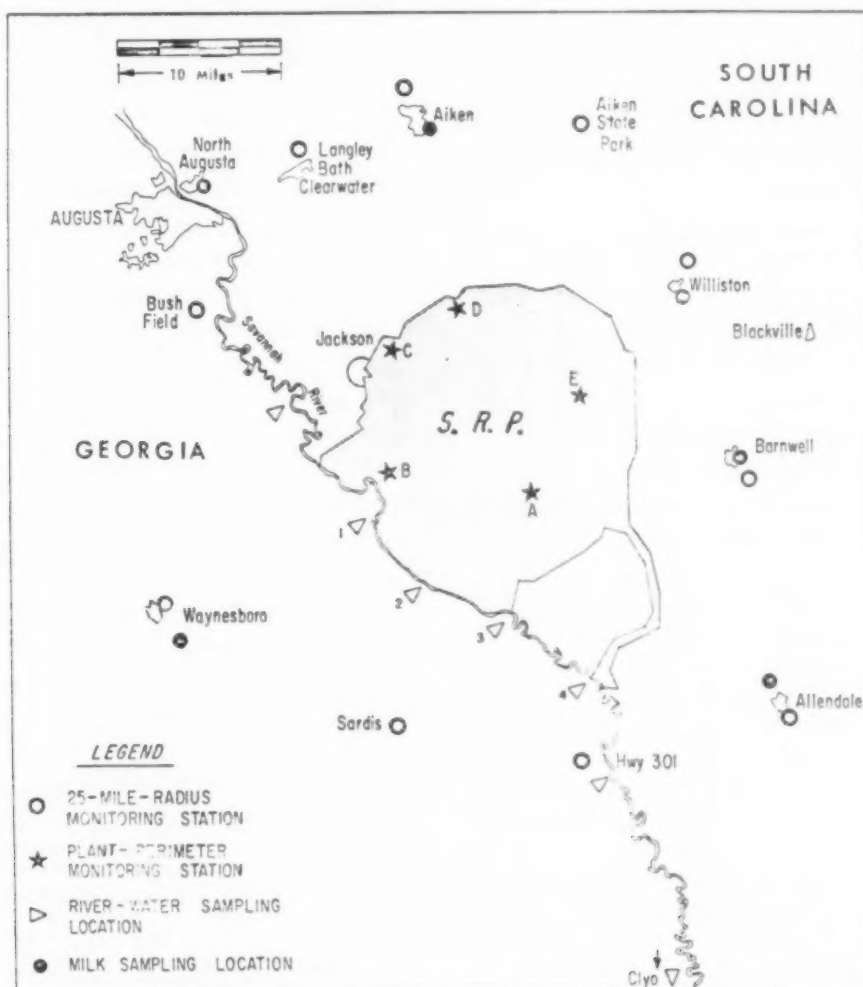 10 Miles
SOUTH
CAROLINA
Aiken
Aiken
State
Park
North
Augusta
Langley
Bath
Clearwater
AUGUSTA
Williston
Bush
Field
Savannah
River
Jackson
D
C
Blackville
E
S. R. P.
GEORGIA
Barnwell
B
A
1
2
Waynesboro
3
4
Allendale
Sardis
Hwy 301
LEGEND
25-MILE-RADIUS
MONITORING STATION
PLANT-PERIMETER
MONITORING STATION
RIVER-WATER SAMPLING
LOCATION
MILK SAMPLING LOCATION
Clyo